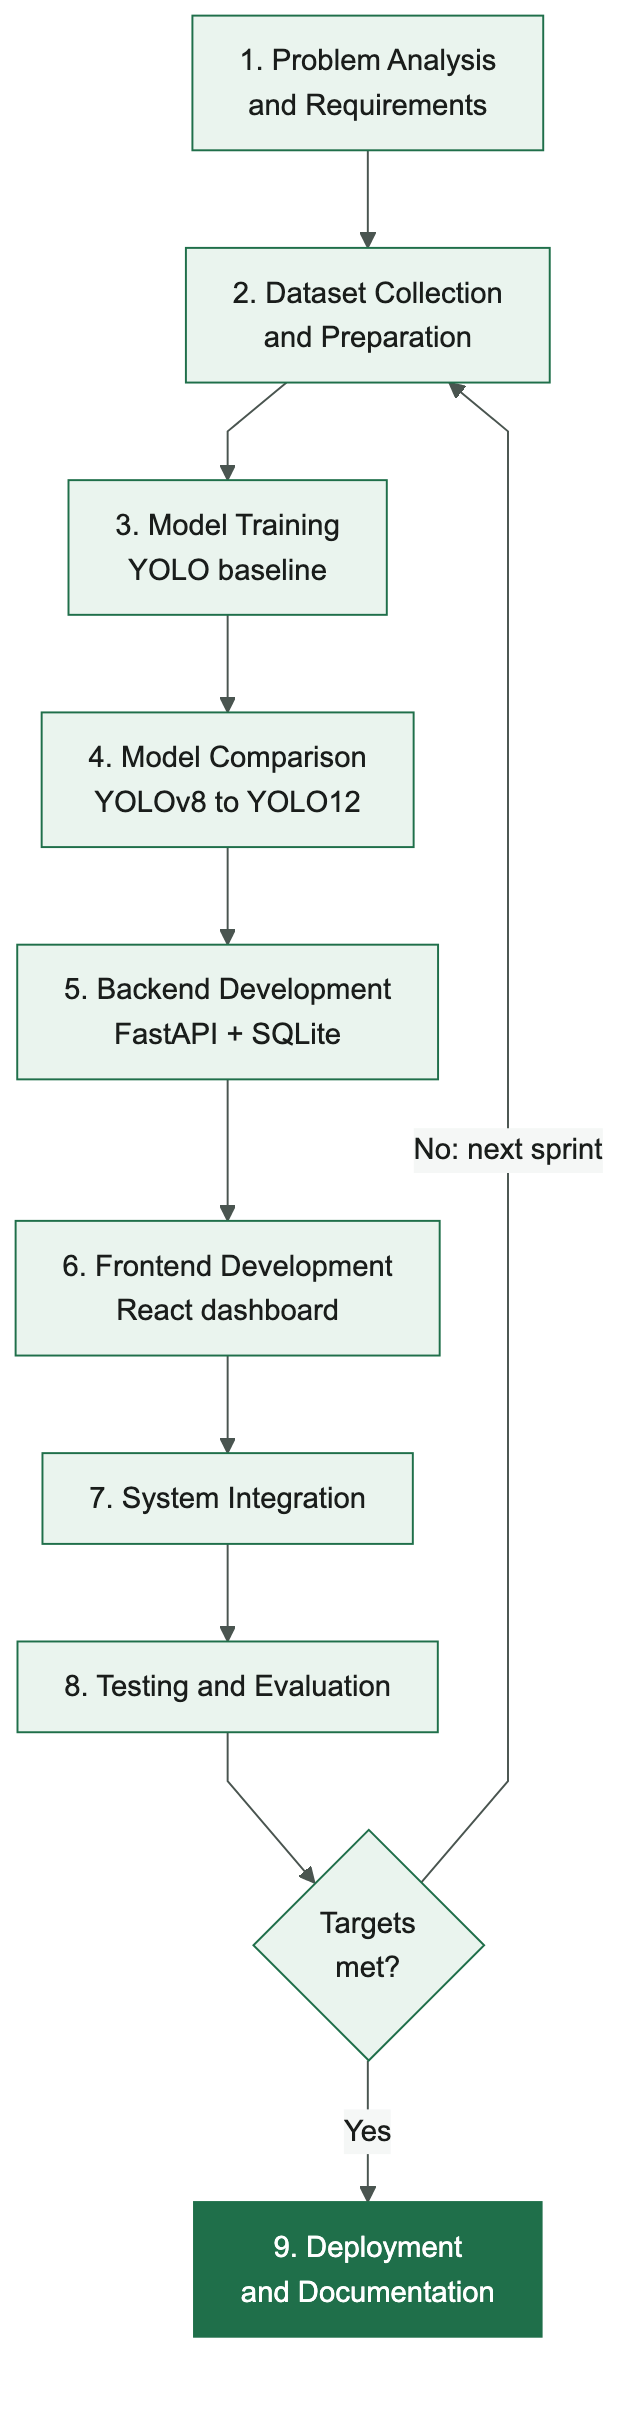 1. Problem Analysis
and Requirements
2. Dataset Collection
and Preparation
3. Model Training
YOLO baseline
4. Model Comparison
YOLOv8 to YOLO12
5. Backend Development
FastAPI + SQLite
No: next sprint
6. Frontend Development
React dashboard
7. System Integration
8. Testing and Evaluation
Targets
met?
Yes
9. Deployment
and Documentation